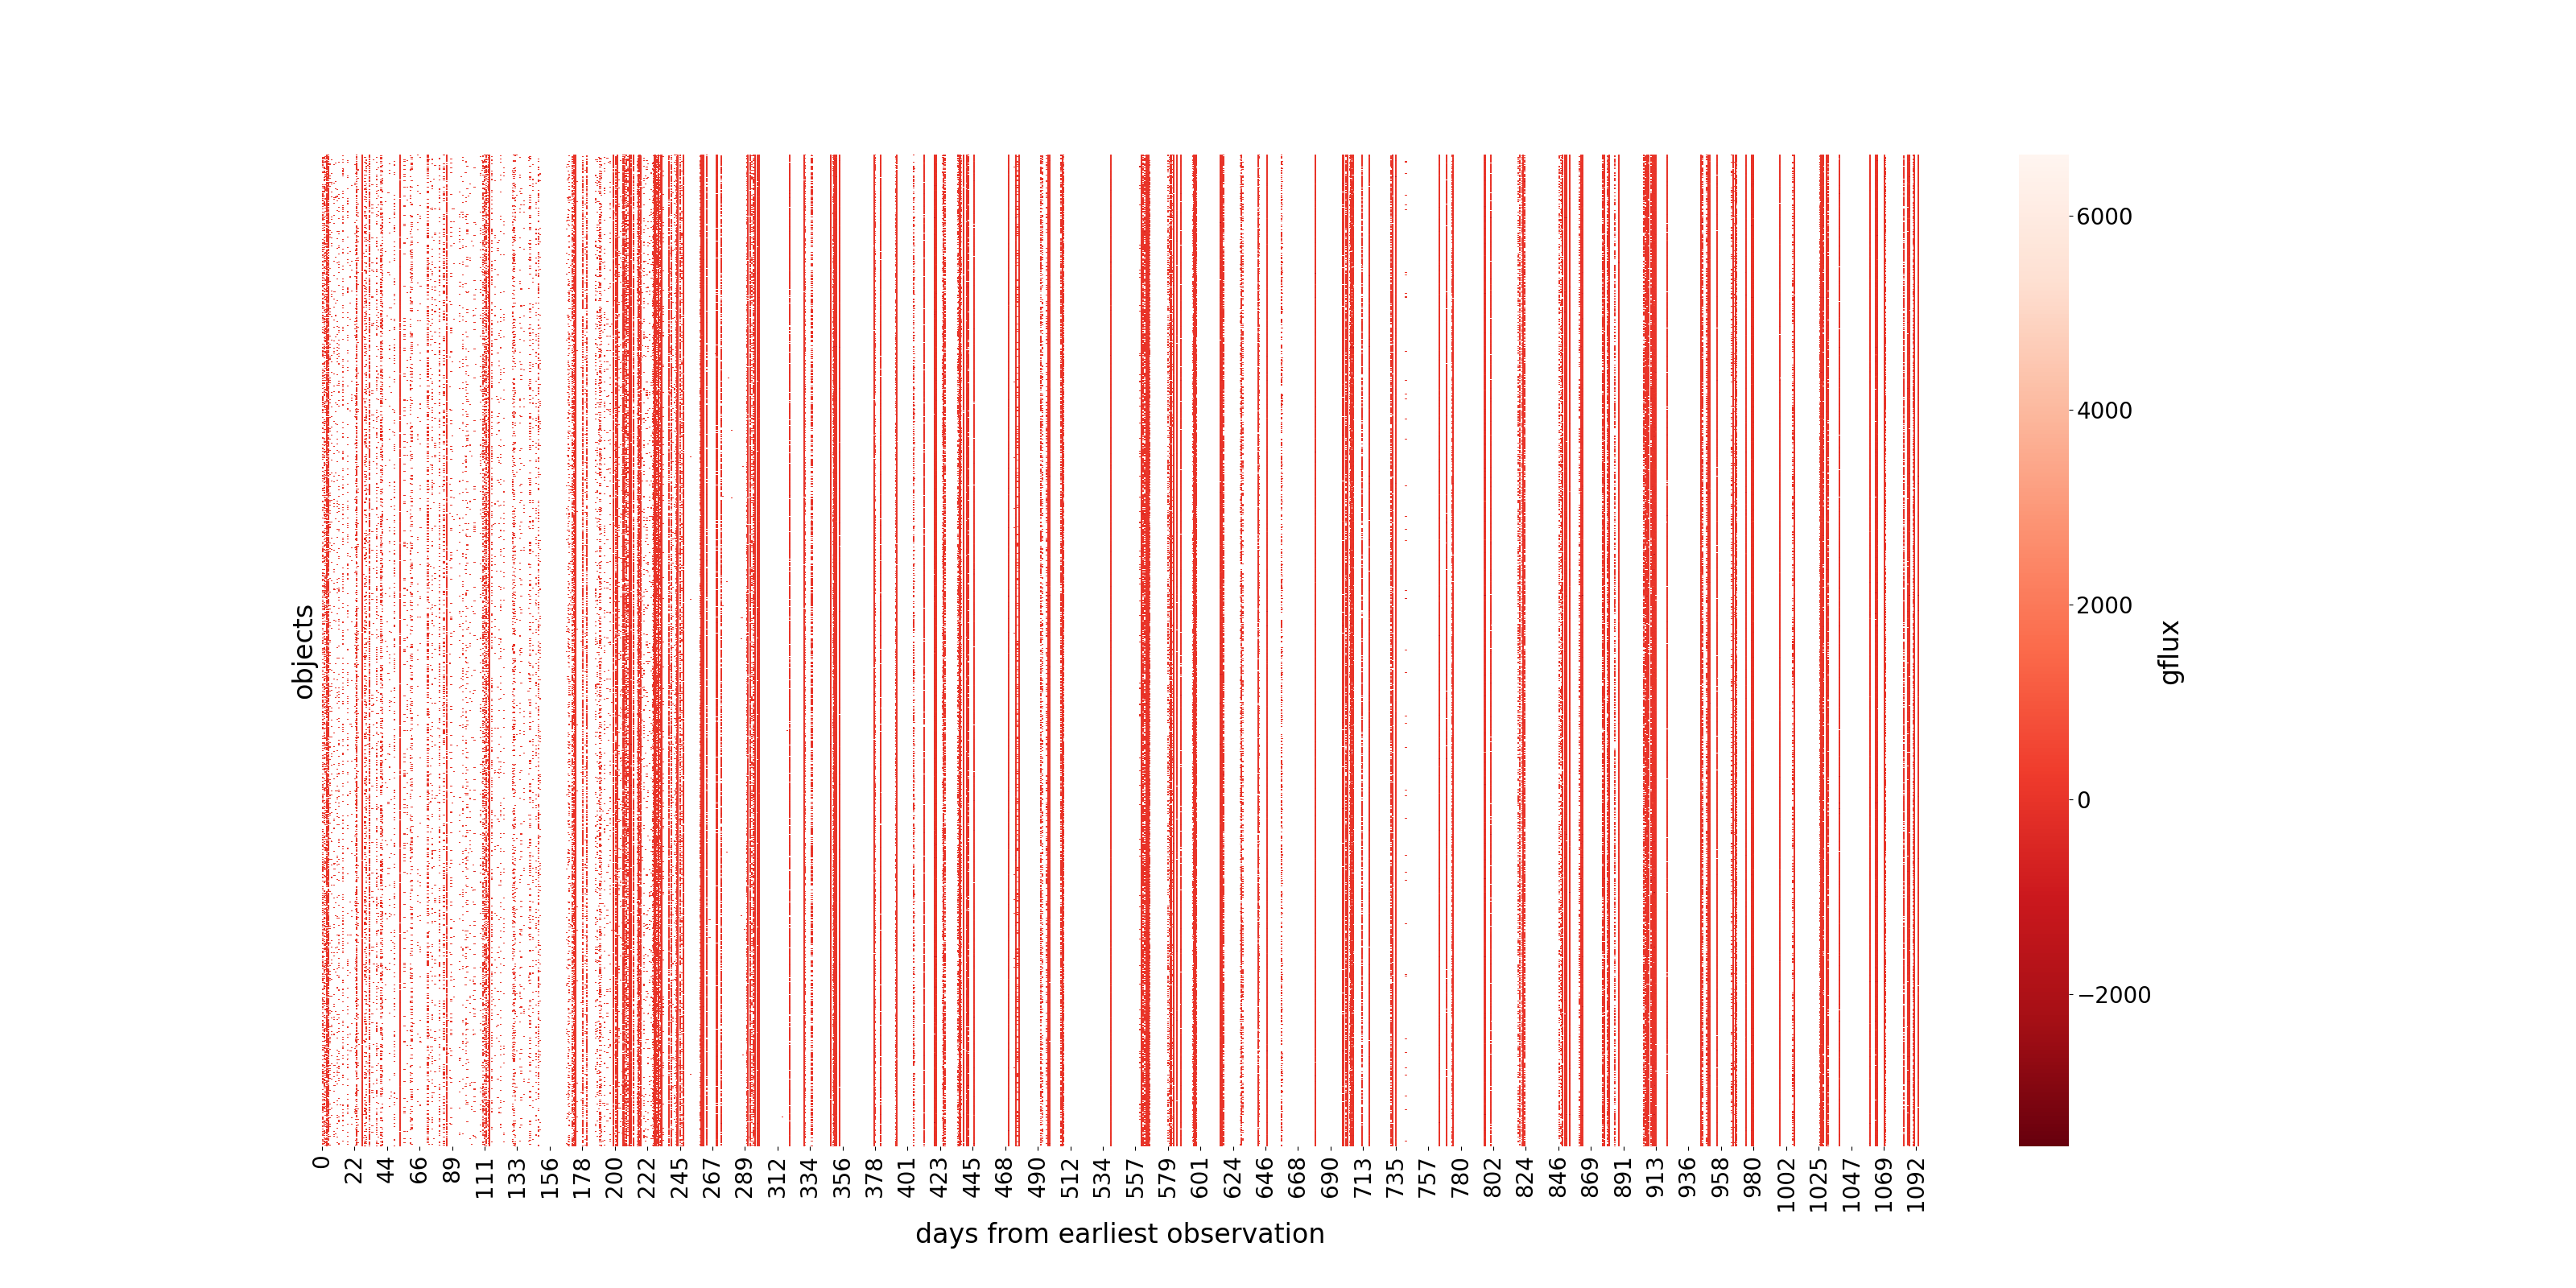 objects
0 22 44 66 89 111 133 156 178 200 222 245 267 289 312 334 356 378 401 423 445 468 490 512 534 557 579 601 624 646 668 690 713 735 757 780 802 824 846 869 891 913 936 958 980 1002 1025 1047 1069 1092
days from earliest observation
6000
4000
2000
0
−2000
gflux